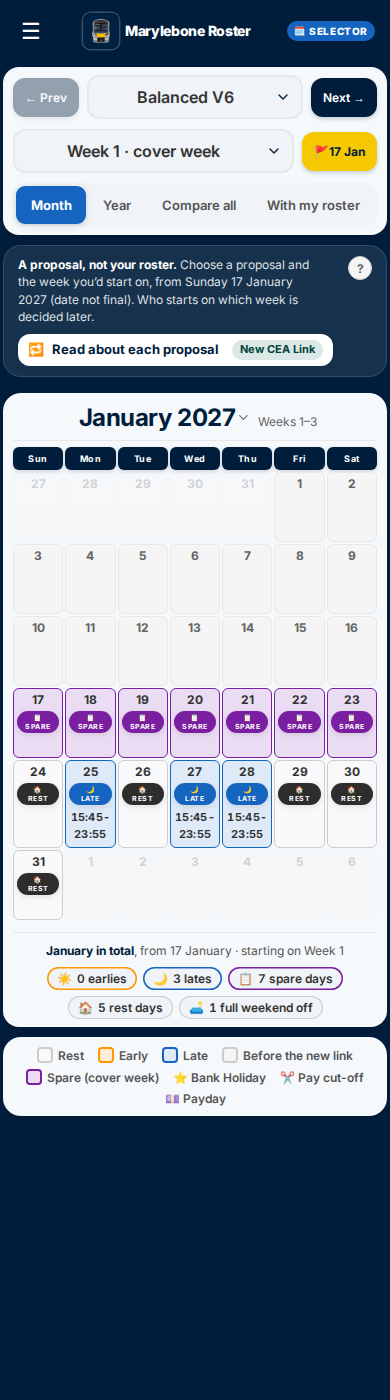 ☰ Marylebone Roster 🗓️ SELECTOR
← Prev Balanced V6 Next →
Week 1 · cover week 🚩17 Jan
Month Year Compare all With my roster
A proposal, not your roster. Choose a proposal and
the week you'd start on, from Sunday 17 January
2027 (date not final). Who starts on which week is
decided later.
?
🔁 Read about each proposal New CEA Link
January 2027 Weeks 1–3
Sun Mon Tue Wed Thu Fri Sat
27 28 29 30 31 1 2
3 4 5 6 7 8 9
10 11 12 13 14 15 16
17 18 19 20 21 22 23
📋 📋 📋 📋 📋 📋 📋
SPARE SPARE SPARE SPARE SPARE SPARE SPARE
24 25 26 27 28 29 30
🏠 🌙 🏠 🌙 🌙 🏠 🏠
REST LATE REST LATE LATE REST REST
15:45- 15:45- 15:45-
23:55 23:55 23:55
31 1 2 3 4 5 6
🏠
REST
January in total, from 17 January · starting on Week 1
☀️ 0 earlies 🌙 3 lates 📋 7 spare days
🏠 5 rest days 🛋️ 1 full weekend off
Rest Early Late Before the new link
Spare (cover week) ⭐ Bank Holiday ✂️ Pay cut-off
💷 Payday